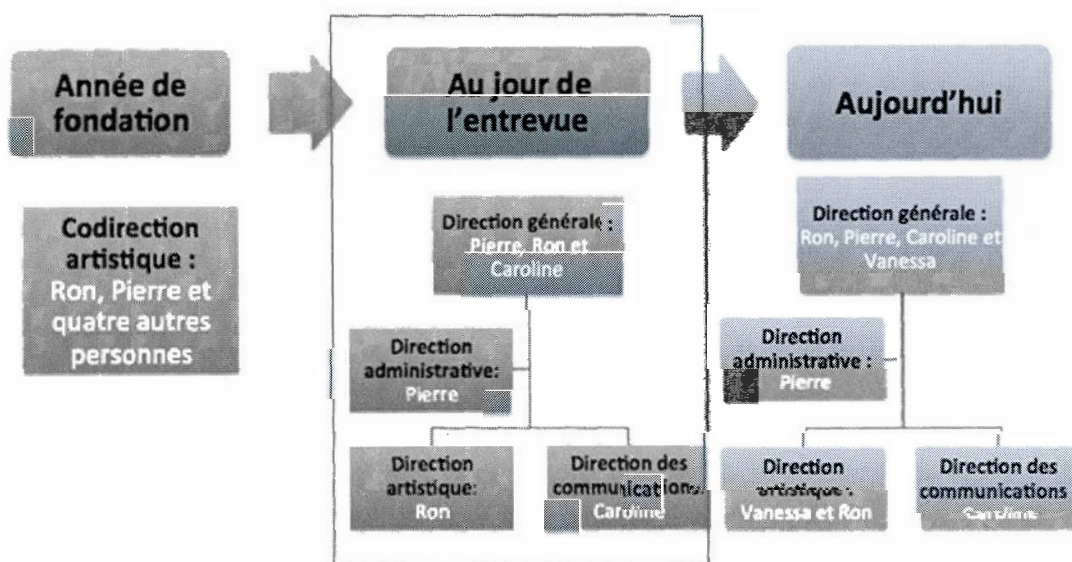 Année de
fondation
Codirection
artistique :
Ron, Pierre et
quatre autres
personnes
Au jour de
l'entrevue
Direction générale :
Pierre, Ron et
Caroline
Direction
administrative:
Pierre
Direction
artistique:
Ron
Direction des
communications:
Caroline
Aujourd'hui
Direction générale :
Ron, Pierre, Caroline et
Vanessa
Direction
administrative :
Pierre
Direction
artistique :
Vanessa et Ron
Direction des
communications
Caroline